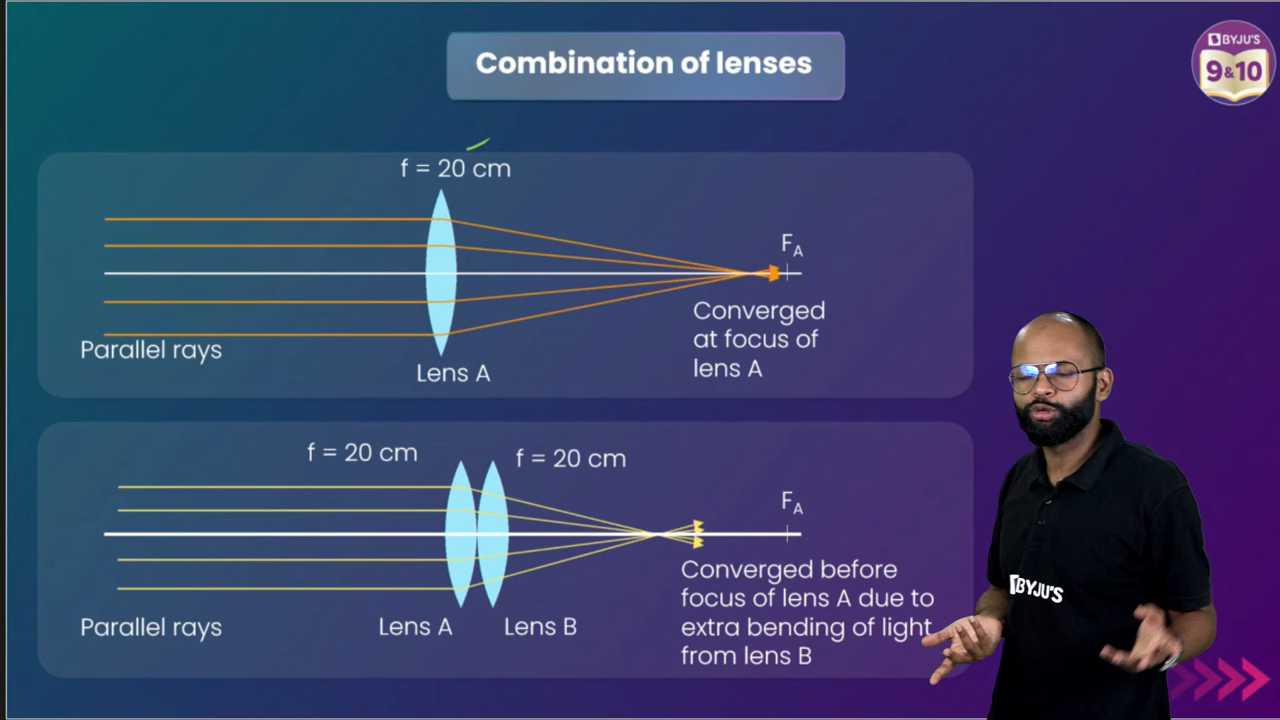 Combination of lenses
BYJU'S
9&10
f = 20 cm
F_A
Converged
at focus of
lens A
Parallel rays
Lens A
f = 20 cm
f = 20 cm
F_A
Converged before
focus of lens A due to
extra bending of light
from lens B
Parallel rays
Lens A
Lens B
BYJU'S